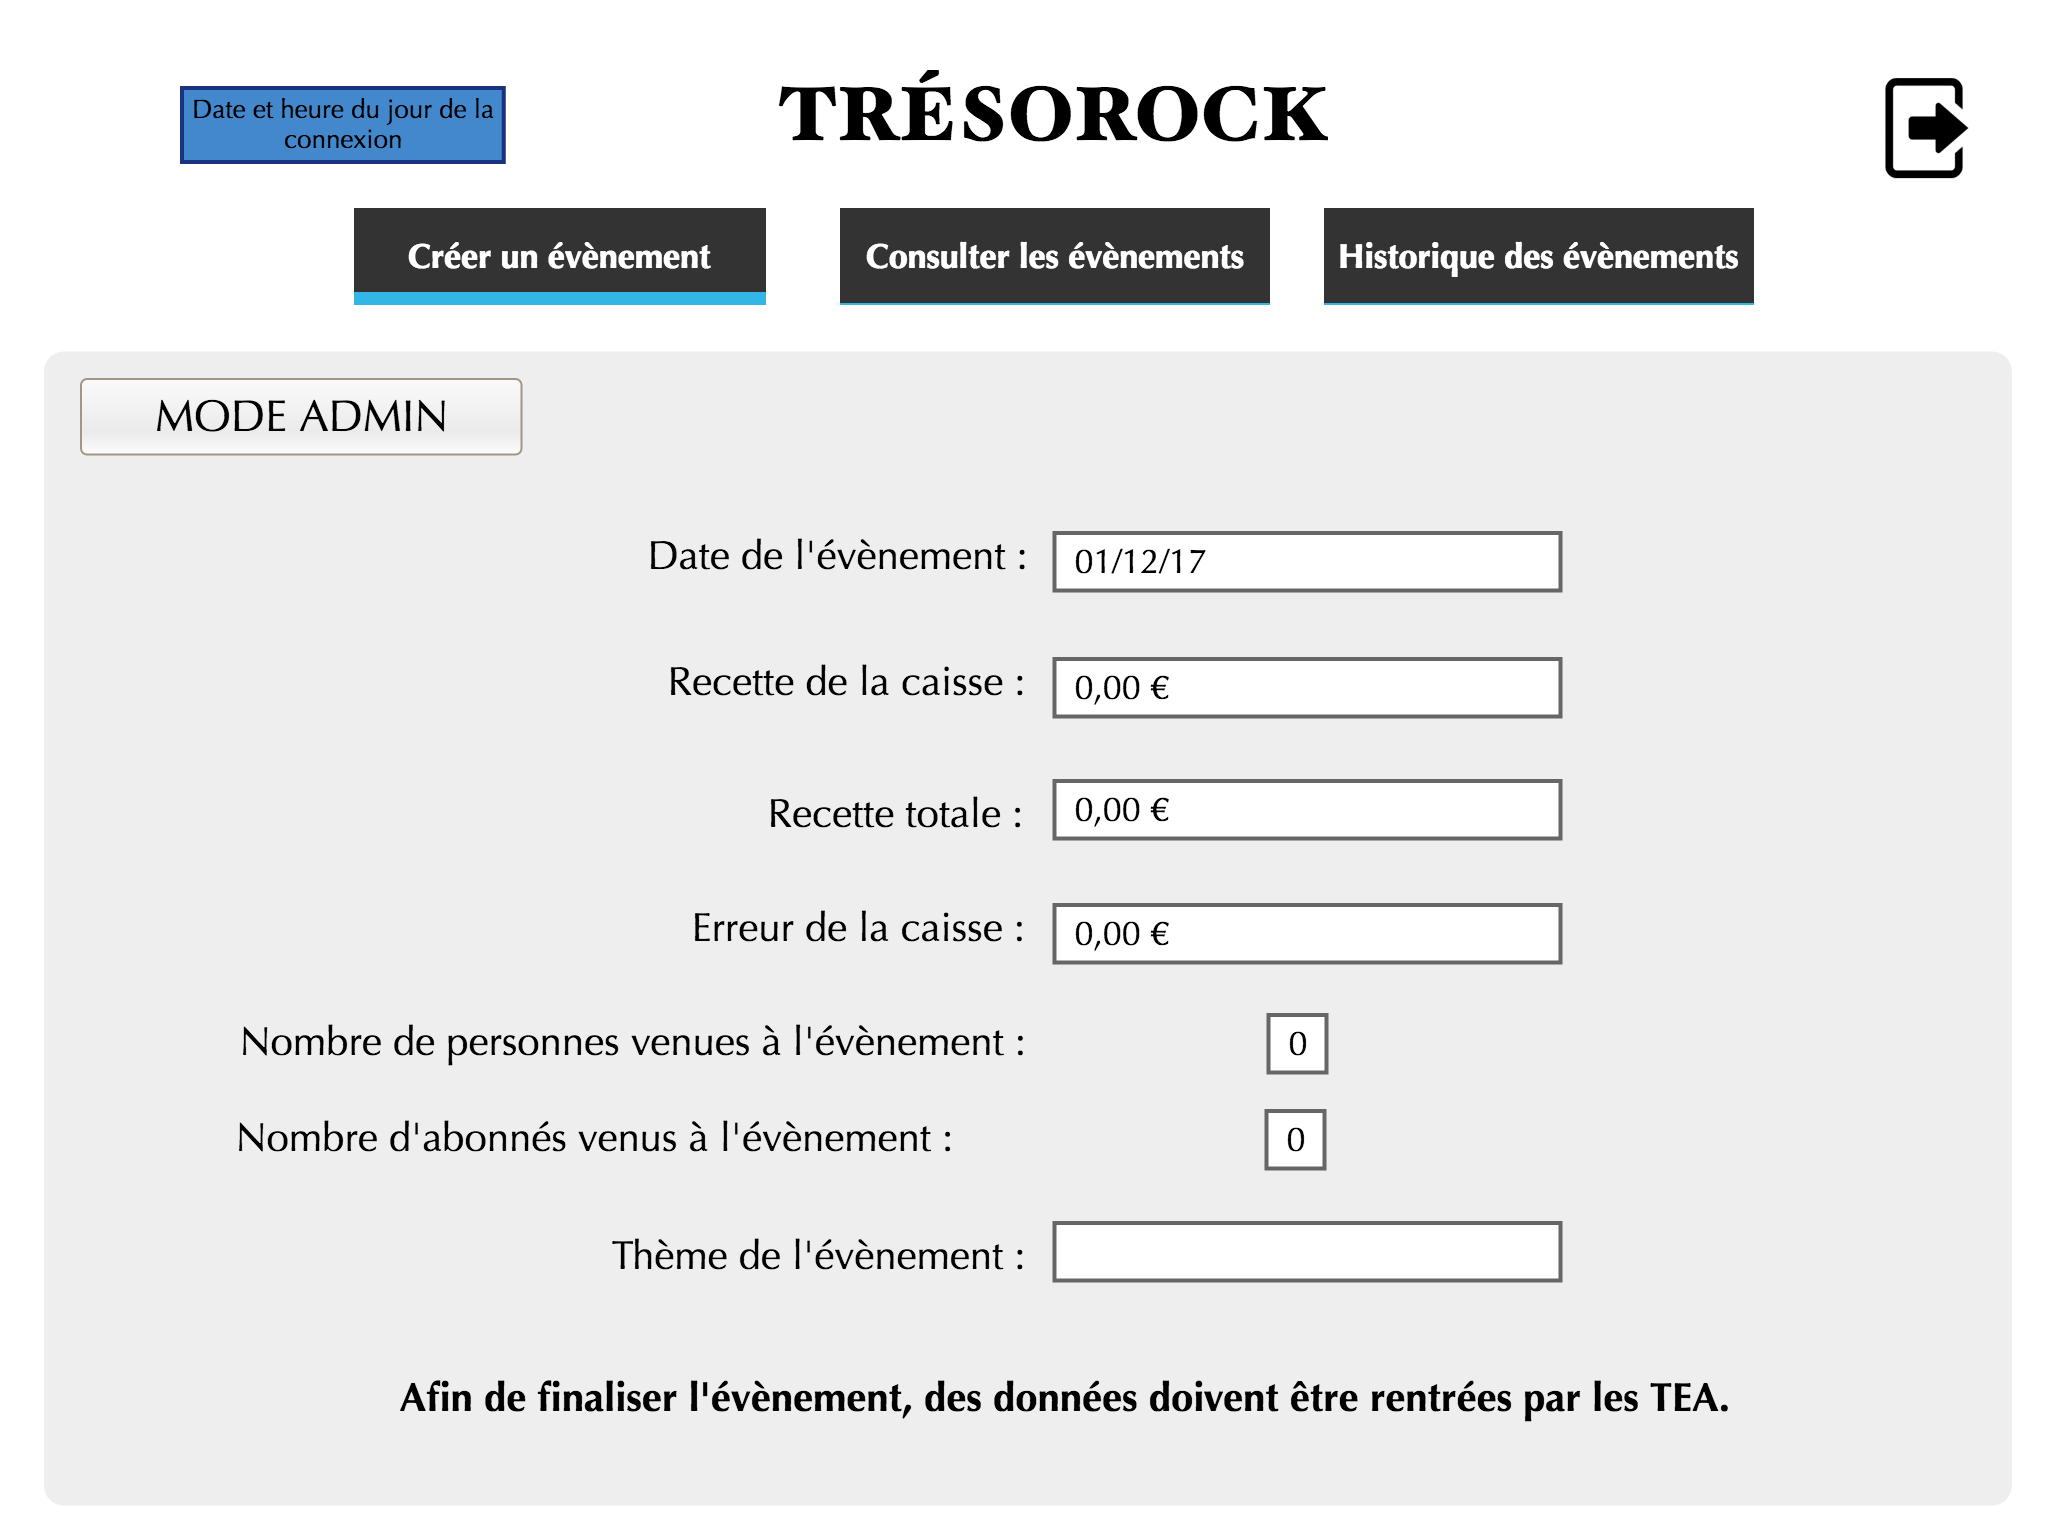 Date et heure du jour de la
connexion
TRÉSOROCK
Créer un évènement
Consulter les évènements
Historique des évènements
MODE ADMIN
Date de l'évènement : 01/12/17
Recette de la caisse : 0,00 €
Recette totale : 0,00 €
Erreur de la caisse : 0,00 €
Nombre de personnes venues à l'évènement : 0
Nombre d'abonnés venus à l'évènement : 0
Thème de l'évènement :
Afin de finaliser l'évènement, des données doivent être rentrées par les TEA.